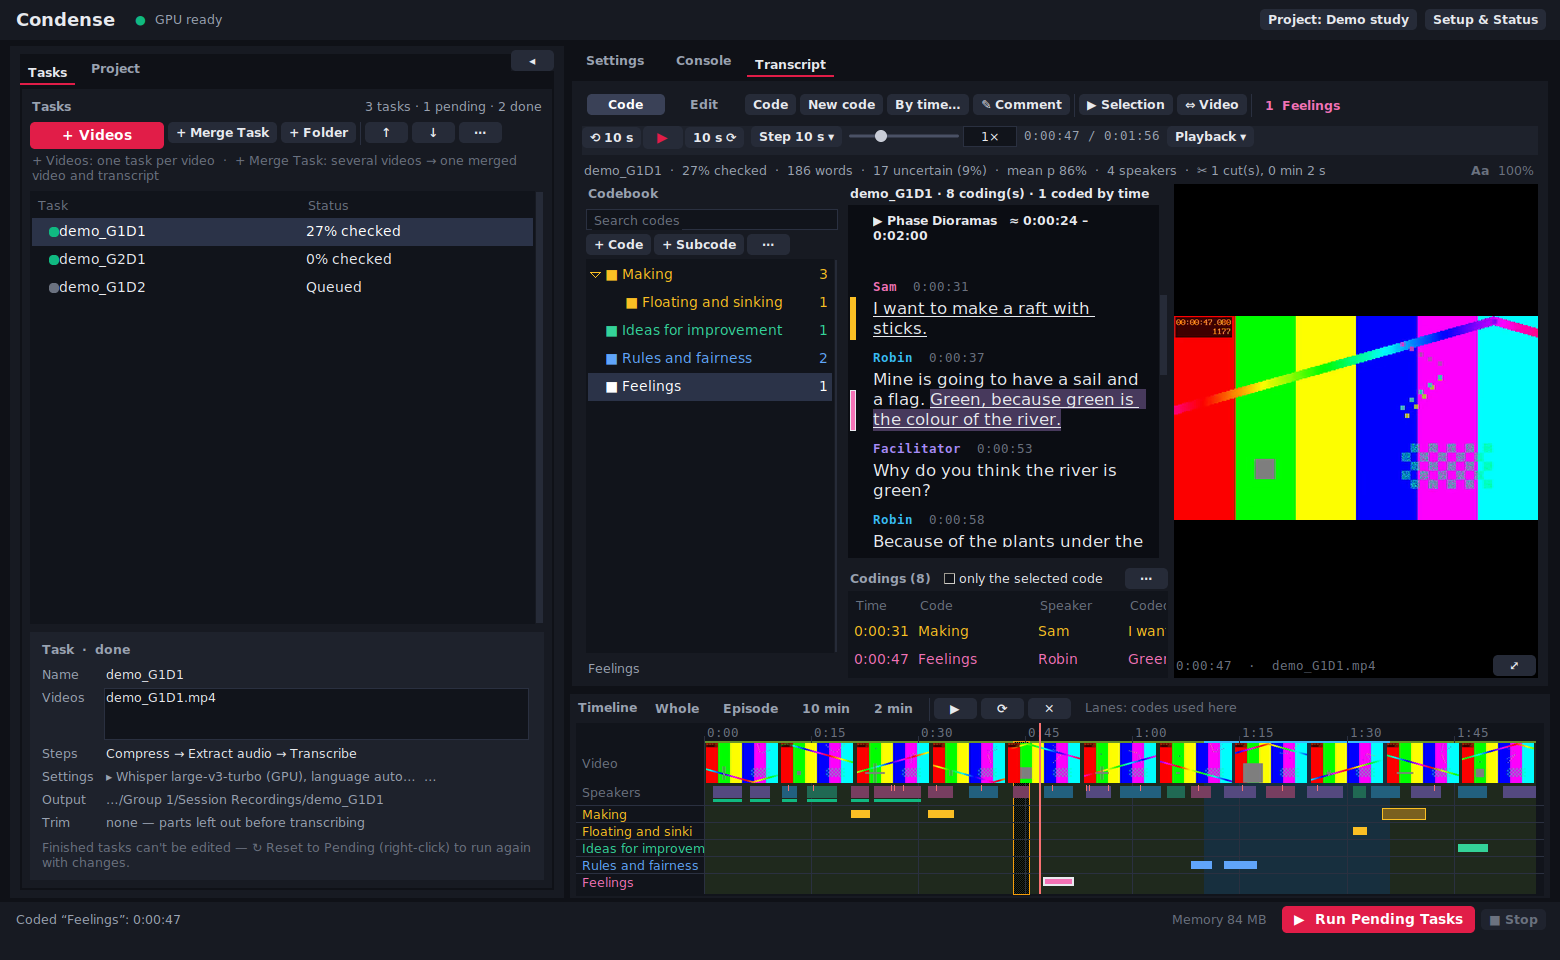 Condense
GPU ready
Project: Demo study
Setup & Status
Tasks
Project
◂
Tasks
3 tasks · 1 pending · 2 done
+ Videos
+ Merge Task
+ Folder
↑
↓
⋯
+ Videos: one task per video · + Merge Task: several videos → one merged
video and transcript
Task
Status
demo_G1D1
27% checked
demo_G2D1
0% checked
demo_G1D2
Queued
Task · done
Name
demo_G1D1
Videos
demo_G1D1.mp4
Steps
Compress → Extract audio → Transcribe
Settings
▸ Whisper large-v3-turbo (GPU), language auto… ⋯
Output
…/Group 1/Session Recordings/demo_G1D1
Trim
none — parts left out before transcribing
Finished tasks can't be edited — ↻ Reset to Pending (right-click) to run again
with changes.
Settings
Console
Transcript
Code
Edit
Code
New code
By time…
✎ Comment
▶ Selection
⇔ Video
1 Feelings
⟲ 10 s
▶
10 s ⟳
Step 10 s ▾
1×
0:00:47 / 0:01:56
Playback ▾
demo_G1D1 · 27% checked · 186 words · 17 uncertain (9%) · mean p 86% · 4 speakers · ✂ 1 cut(s), 0 min 2 s
Aa 100%
Codebook
Search codes
+ Code
+ Subcode
⋯
Making 3
Floating and sinking 1
Ideas for improvement 1
Rules and fairness 2
Feelings 1
Feelings
demo_G1D1 · 8 coding(s) · 1 coded by time
▶ Phase Dioramas ≈ 0:00:24 –
0:02:00
Sam 0:00:31
I want to make a raft with
sticks.
Robin 0:00:37
Mine is going to have a sail and
a flag. Green, because green is
the colour of the river.
Facilitator 0:00:53
Why do you think the river is
green?
Robin 0:00:58
Because of the plants under the
Codings (8)
only the selected code
⋯
Time
Code
Speaker
Coded
0:00:31
Making
Sam
I want
0:00:47
Feelings
Robin
Green
00:00:47.000
1177
0:00:47 · demo_G1D1.mp4
⤢
Timeline
Whole
Episode
10 min
2 min
▶
⟳
✕
Lanes: codes used here
0:00
0:15
0:30
0:45
1:00
1:15
1:30
1:45
Video
Speakers
Making
Floating and sinki
Ideas for improvem
Rules and fairness
Feelings
Coded “Feelings”: 0:00:47
Memory 84 MB
▶ Run Pending Tasks
■ Stop